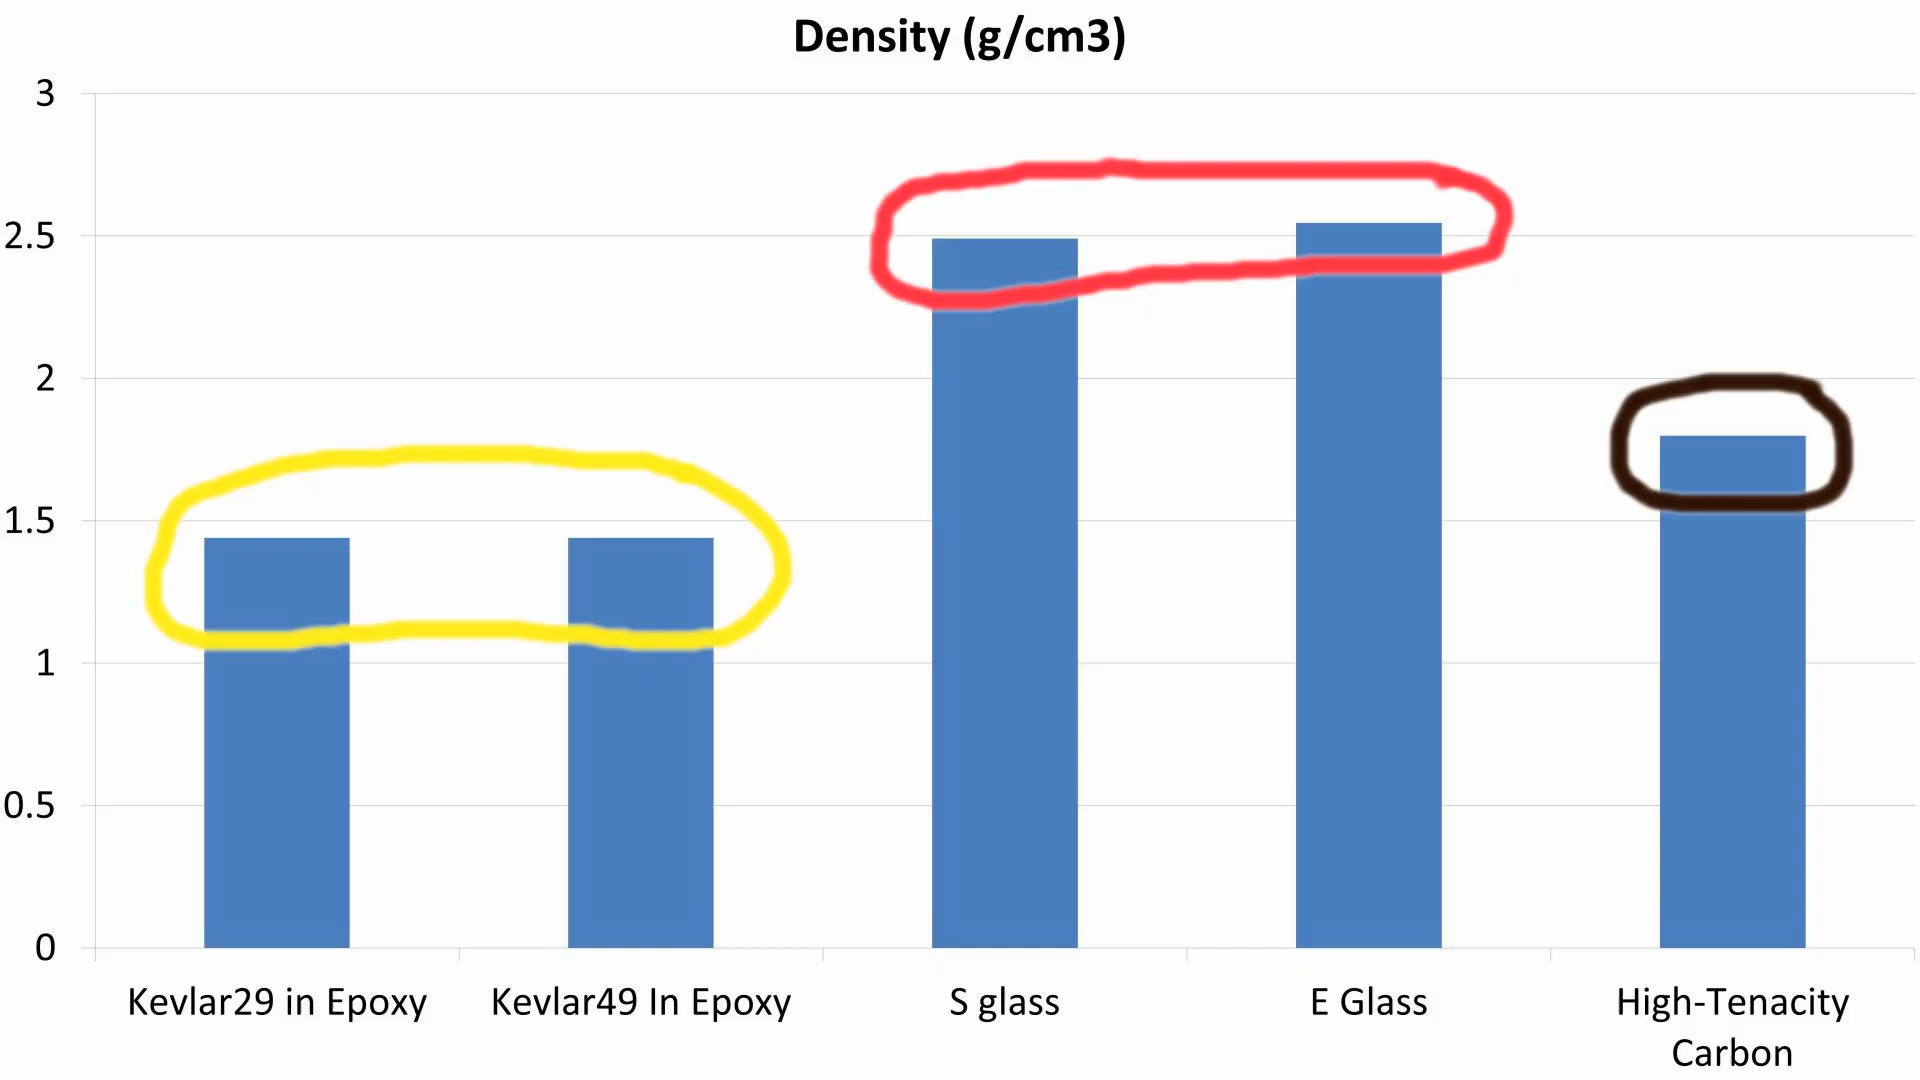 Density (g/cm3)
3
2.5
2
1.5
1
0.5
0
Kevlar29 in Epoxy
Kevlar49 In Epoxy
S glass
E Glass
High-Tenacity
Carbon